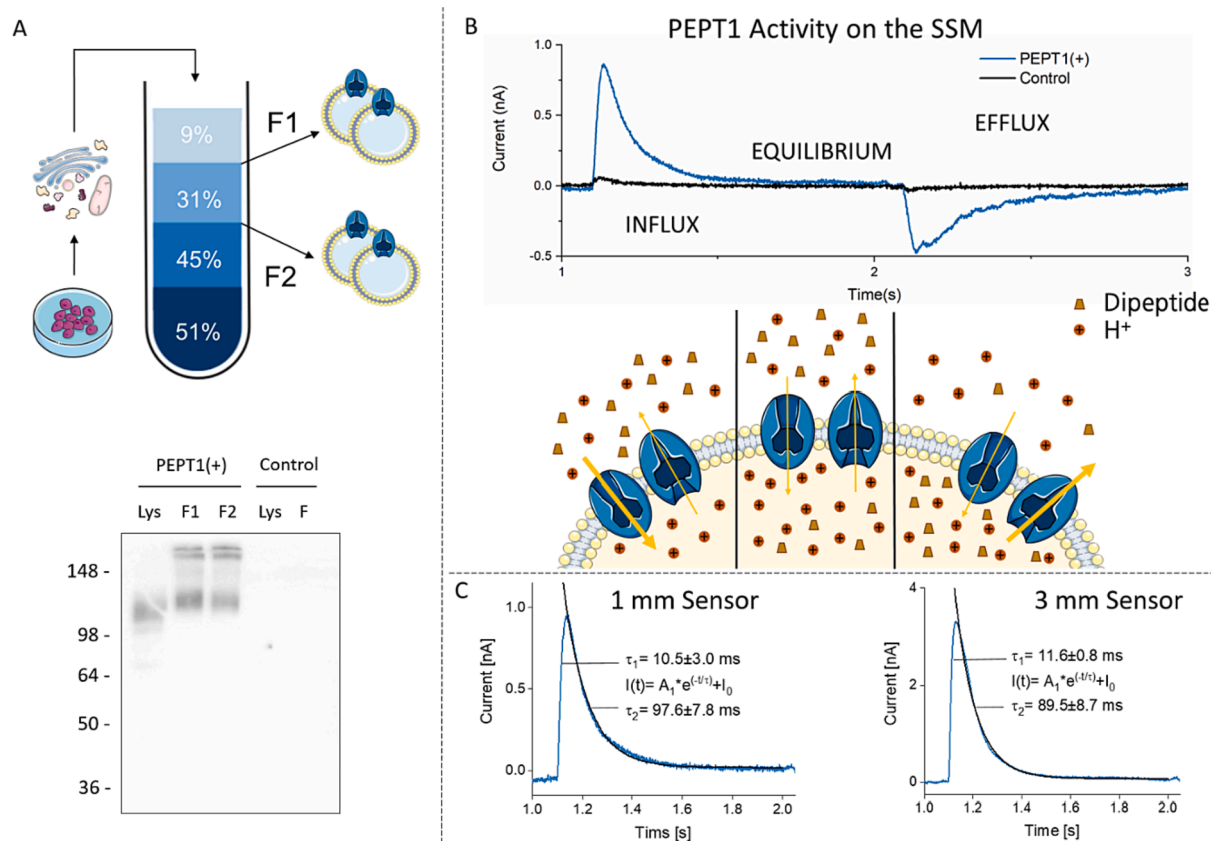 A
9%
31%
45%
51%
F1
F2
PEPT1(+) Control
Lys F1 F2 Lys F
148 -
98 -
64 -
50 -
36 -
B
PEPT1 Activity on the SSM
PEPT1(+)
Control
Current (nA)
1.0
0.5
0.0
-0.5
INFLUX
EQUILIBRIUM
EFFLUX
1 2 3
Time(s)
Dipeptide
H+
C
1 mm Sensor
Current [nA]
1.0
0.5
0.0
τ1= 10.5±3.0 ms
I(t)= A1*e(-t/τ)+I0
τ2= 97.6±7.8 ms
1.0 1.2 1.4 1.6 1.8 2.0
Tims [s]
3 mm Sensor
Current [nA]
4
2
0
τ1= 11.6±0.8 ms
I(t)= A1*e(-t/τ)+I0
τ2= 89.5±8.7 ms
1.0 1.2 1.4 1.6 1.8 2.0
Time [s]